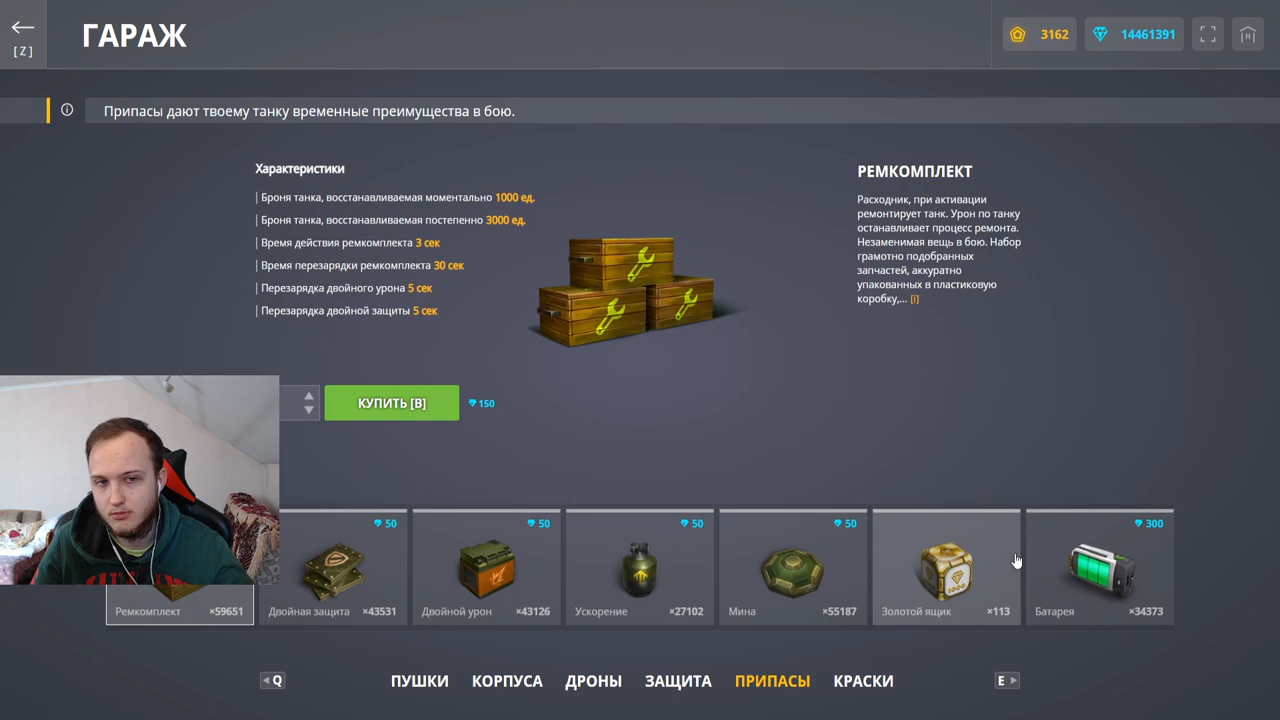 [Z]
ГАРАЖ
3162
14461391
[H]
Припасы дают твоему танку временные преимущества в бою.
Характеристики
Броня танка, восстанавливаемая моментально 1000 ед.
Броня танка, восстанавливаемая постепенно 3000 ед.
Время действия ремкомплекта 3 сек
Время перезарядки ремкомплекта 30 сек
Перезарядка двойного урона 5 сек
Перезарядка двойной защиты 5 сек
РЕМКОМПЛЕКТ
Расходник, при активации
ремонтирует танк. Урон по танку
останавливает процесс ремонта.
Незаменимая вещь в бою. Набор
грамотно подобранных
запчастей, аккуратно
упакованных в пластиковую
коробку,... [i]
КУПИТЬ [B]
150
50
50
50
50
300
Ремкомплект ×59651
Двойная защита ×43531
Двойной урон ×43126
Ускорение ×27102
Мина ×55187
Золотой ящик ×113
Батарея ×34373
Q
ПУШКИ КОРПУСА ДРОНЫ ЗАЩИТА ПРИПАСЫ КРАСКИ
E